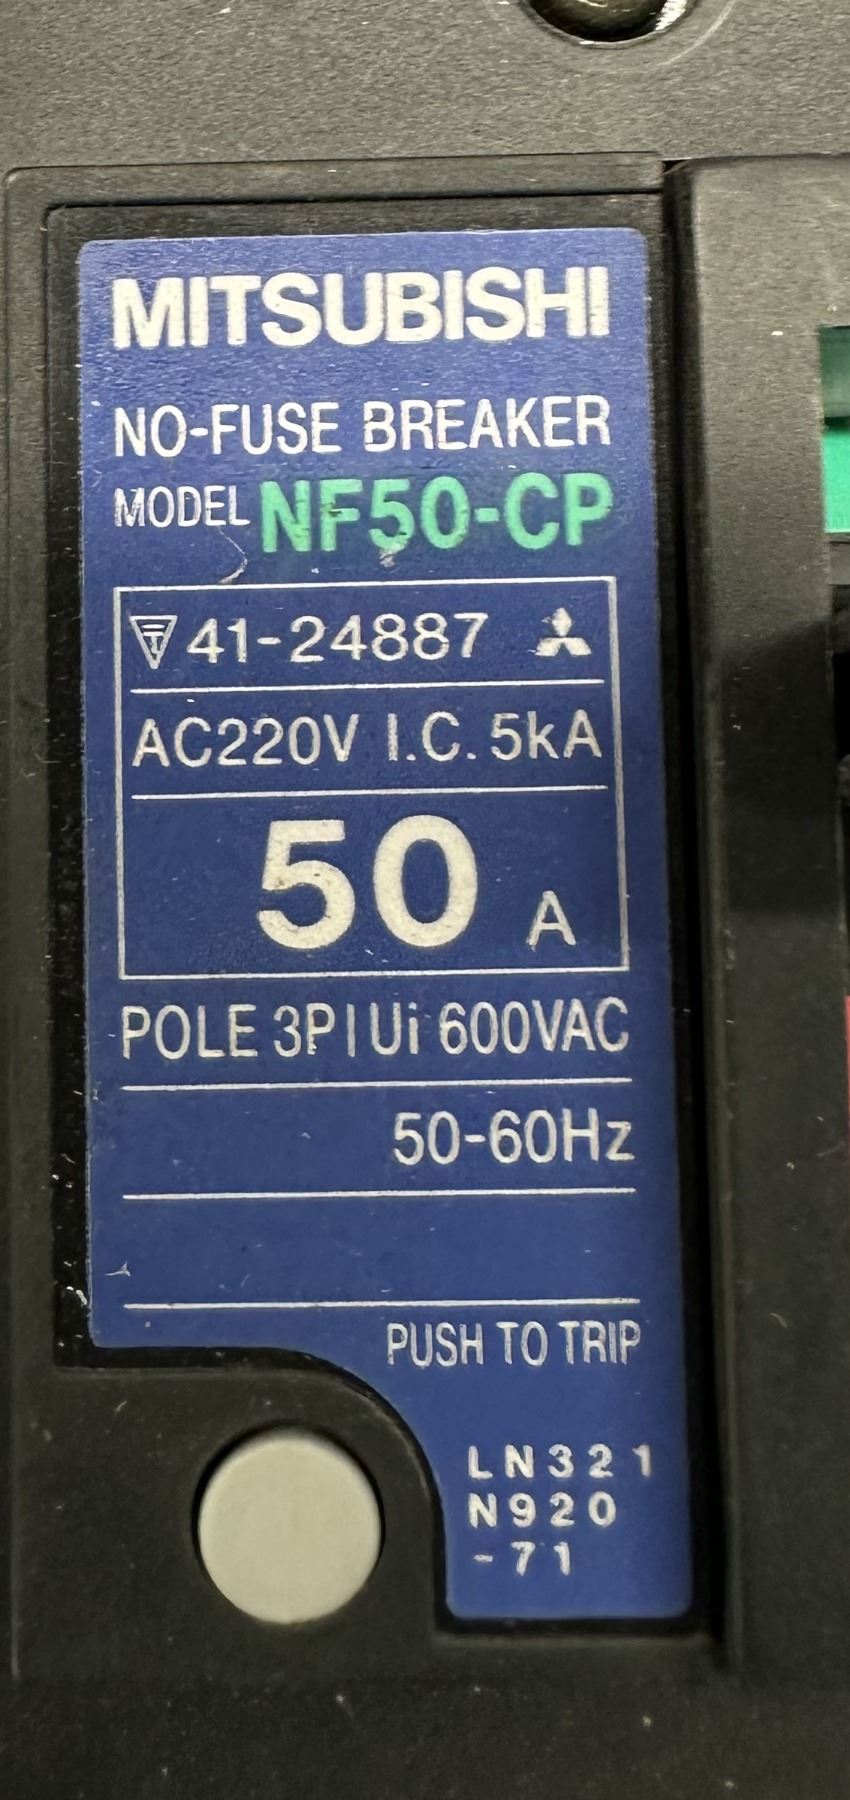 MITSUBISHI
NO-FUSE BREAKER
MODEL NF50-CP
41-24887
AC220V I.C. 5kA
50 A
POLE 3P | Ui 600VAC
50-60Hz
PUSH TO TRIP
LN321
N920
-71